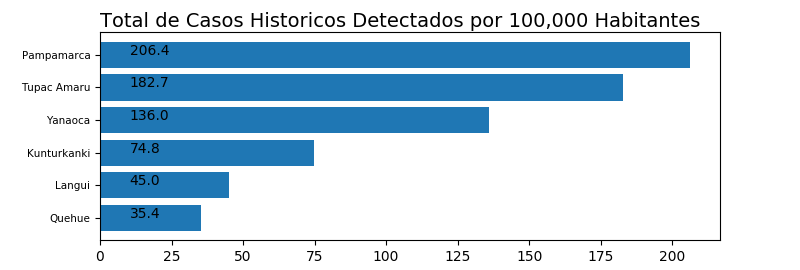 Total de Casos Historicos Detectados por 100,000 Habitantes
Pampamarca 206.4
Tupac Amaru 182.7
Yanaoca 136.0
Kunturkanki 74.8
Langui 45.0
Quehue 35.4
0 25 50 75 100 125 150 175 200